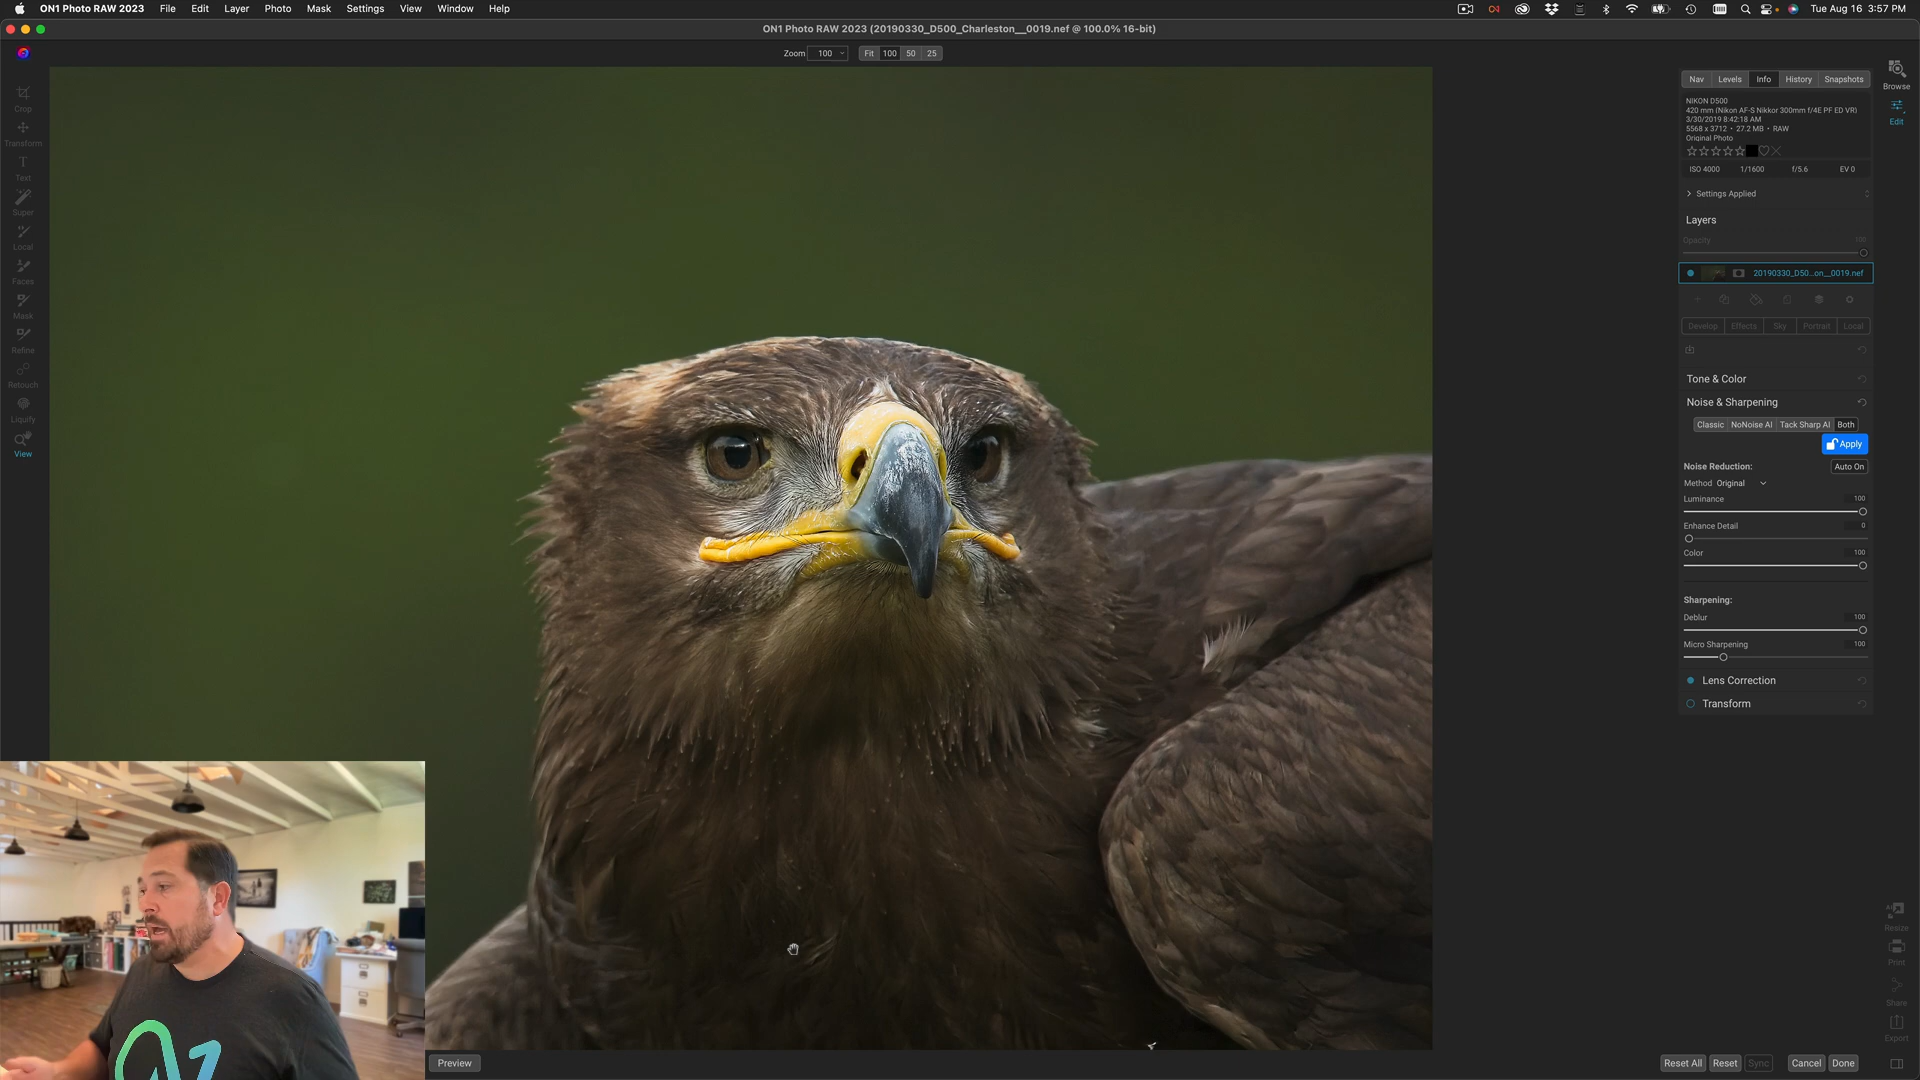 ON1 Photo RAW 2023 File Edit Layer Photo Mask Settings View Window Help Tue Aug 16 3:57 PM
ON1 Photo RAW 2023 (20190330_D500_Charleston__0019.nef @ 100.0% 16-bit)
Zoom 100 Fit 100 50 25
Crop
Transform
Text
Super
Local
Faces
Mask
Refine
Retouch
Liquify
View
Nav Levels Info History Snapshots
NIKON D500
420 mm (Nikon AF-S Nikkor 300mm f/4E PF ED VR)
3/30/2019 8:42:18 AM
5568 x 3712 • 27.2 MB • RAW
Original Photo
ISO 4000 1/1600 f/5.6 EV 0
Settings Applied
Layers
Opacity 100
20190330_D50...on__0019.nef
Develop Effects Sky Portrait Local
Tone & Color
Noise & Sharpening
Classic NoNoise AI Tack Sharp AI Both
Apply
Noise Reduction: Auto On
Method Original
Luminance 100
Enhance Detail 0
Color 100
Sharpening:
Deblur 100
Micro Sharpening 100
Lens Correction
Transform
Browse
Edit
Resize
Print
Share
Export
Preview
Reset All Reset Sync Cancel Done